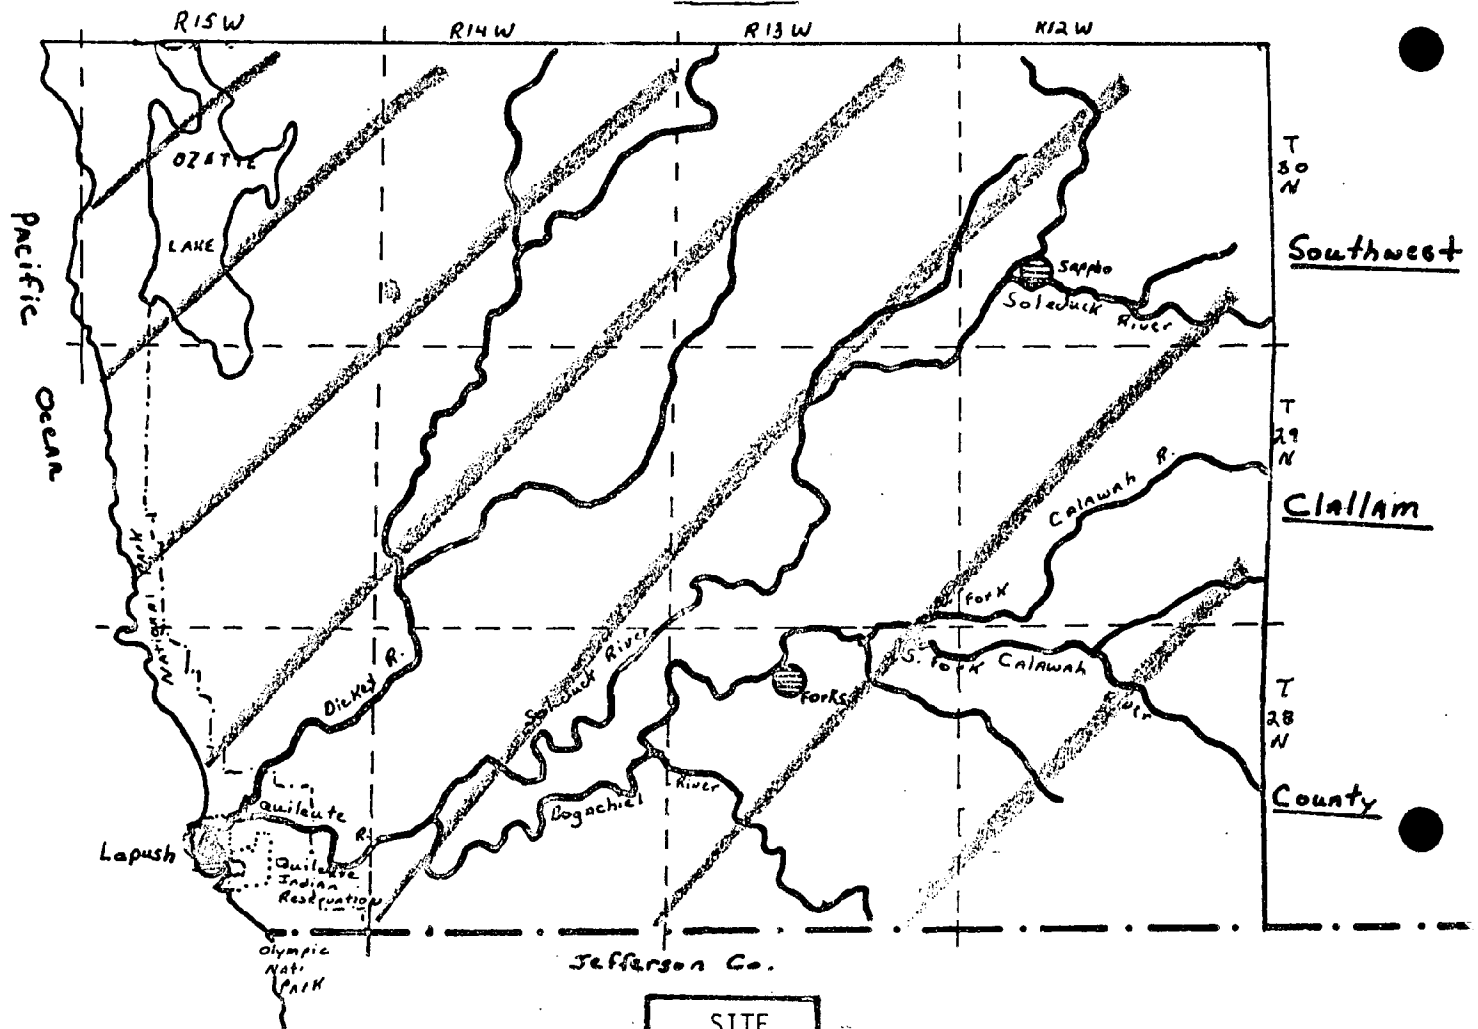 R15W R14W R13W R12W
T
30
N
OZETTE
LAKE
Pacific
Ocean
Southwest
Sappho
Soleduck River
T
29
N
Calawah R.
Clallam
Fork
PARK
NATIONAL
S. Fork Calawah
River
Soleduck River
Dickey R.
Forks
T
28
N
County
River
Bogachiel
Quileute
R.
Lapush
Quileute
Indian
Reservation
Olympic
Nat.
Park
Jefferson Co.
SITE